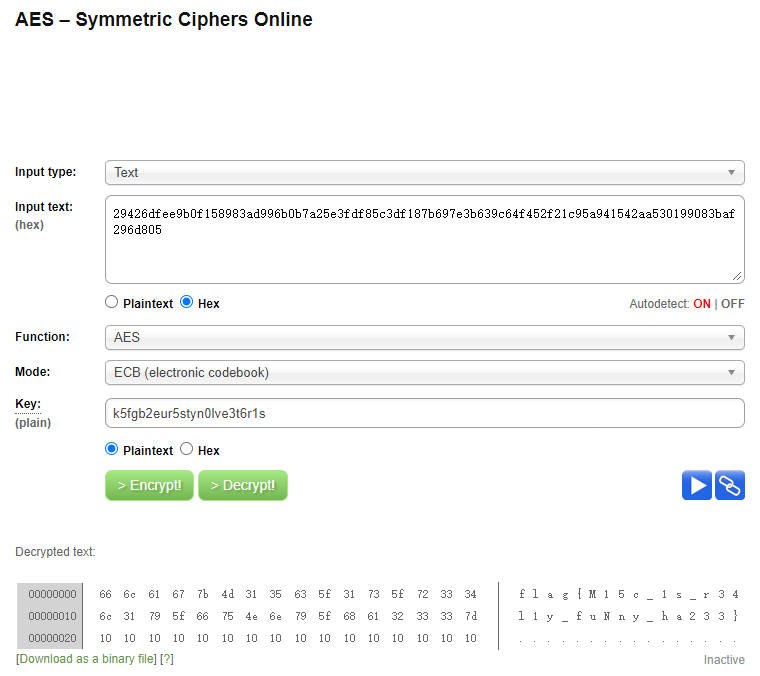 AES – Symmetric Ciphers Online
Input type:
Text
Input text:
(hex)
29426dfee9b0f158983ad996b0b7a25e3fdf85c3df187b697e3b639c64f452f21c95a941542aa530199083baf
296d805
Plaintext Hex
Autodetect: ON | OFF
Function:
AES
Mode:
ECB (electronic codebook)
Key:
(plain)
k5fgb2eur5styn0lve3t6r1s
Plaintext Hex
> Encrypt! > Decrypt!
Decrypted text:
00000000 66 6c 61 67 7b 4d 31 35 63 5f 31 73 5f 72 33 34 f l a g { M 1 5 c _ 1 s _ r 3 4
00000010 6c 31 79 5f 66 75 4e 6e 79 5f 68 61 32 33 33 7d l 1 y _ f u N n y _ h a 2 3 3 }
00000020 10 10 10 10 10 10 10 10 10 10 10 10 10 10 10 10 . . . . . . . . . . . . . . . .
[Download as a binary file] [?]
Inactive